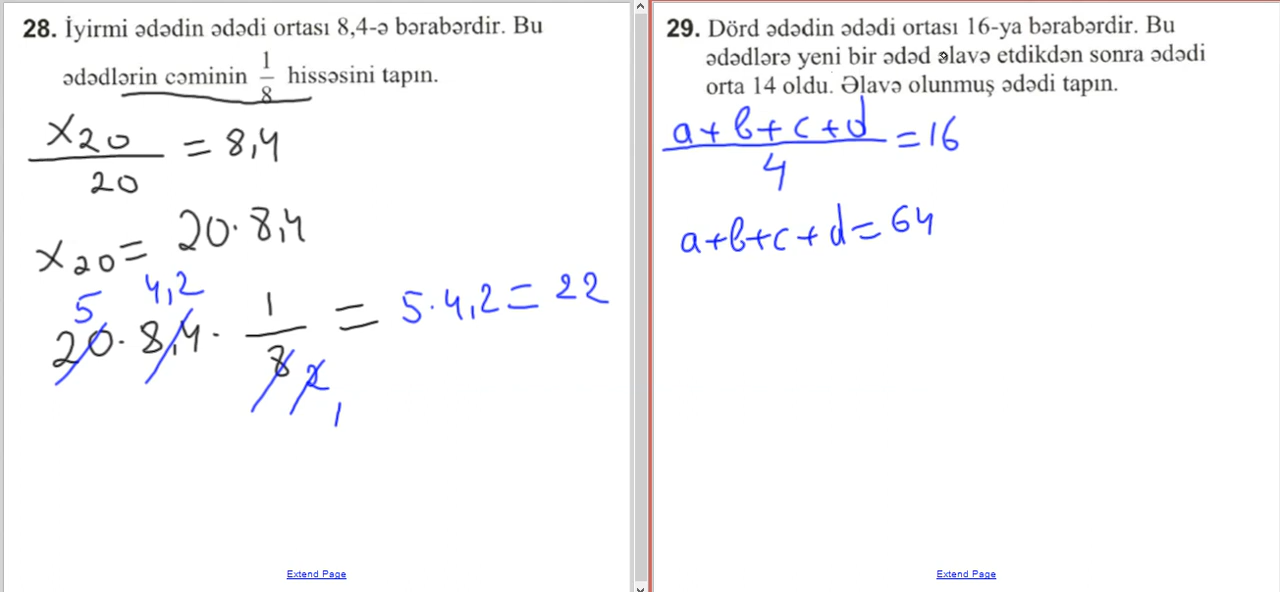 28. İyirmi ədədin ədədi ortası 8,4-ə bərabərdir. Bu
ədədlərin cəminin 1/8 hissəsini tapın.
x20/20 = 8,4
x20 = 20·8,4
5 4,2
20·8,4·1/8 = 5·4,2=22
2
1
Extend Page
29. Dörd ədədin ədədi ortası 16-ya bərabərdir. Bu
ədədlərə yeni bir ədəd əlavə etdikdən sonra ədədi
orta 14 oldu. Əlavə olunmuş ədədi tapın.
a+b+c+d/4 =16
a+b+c+d=64
Extend Page